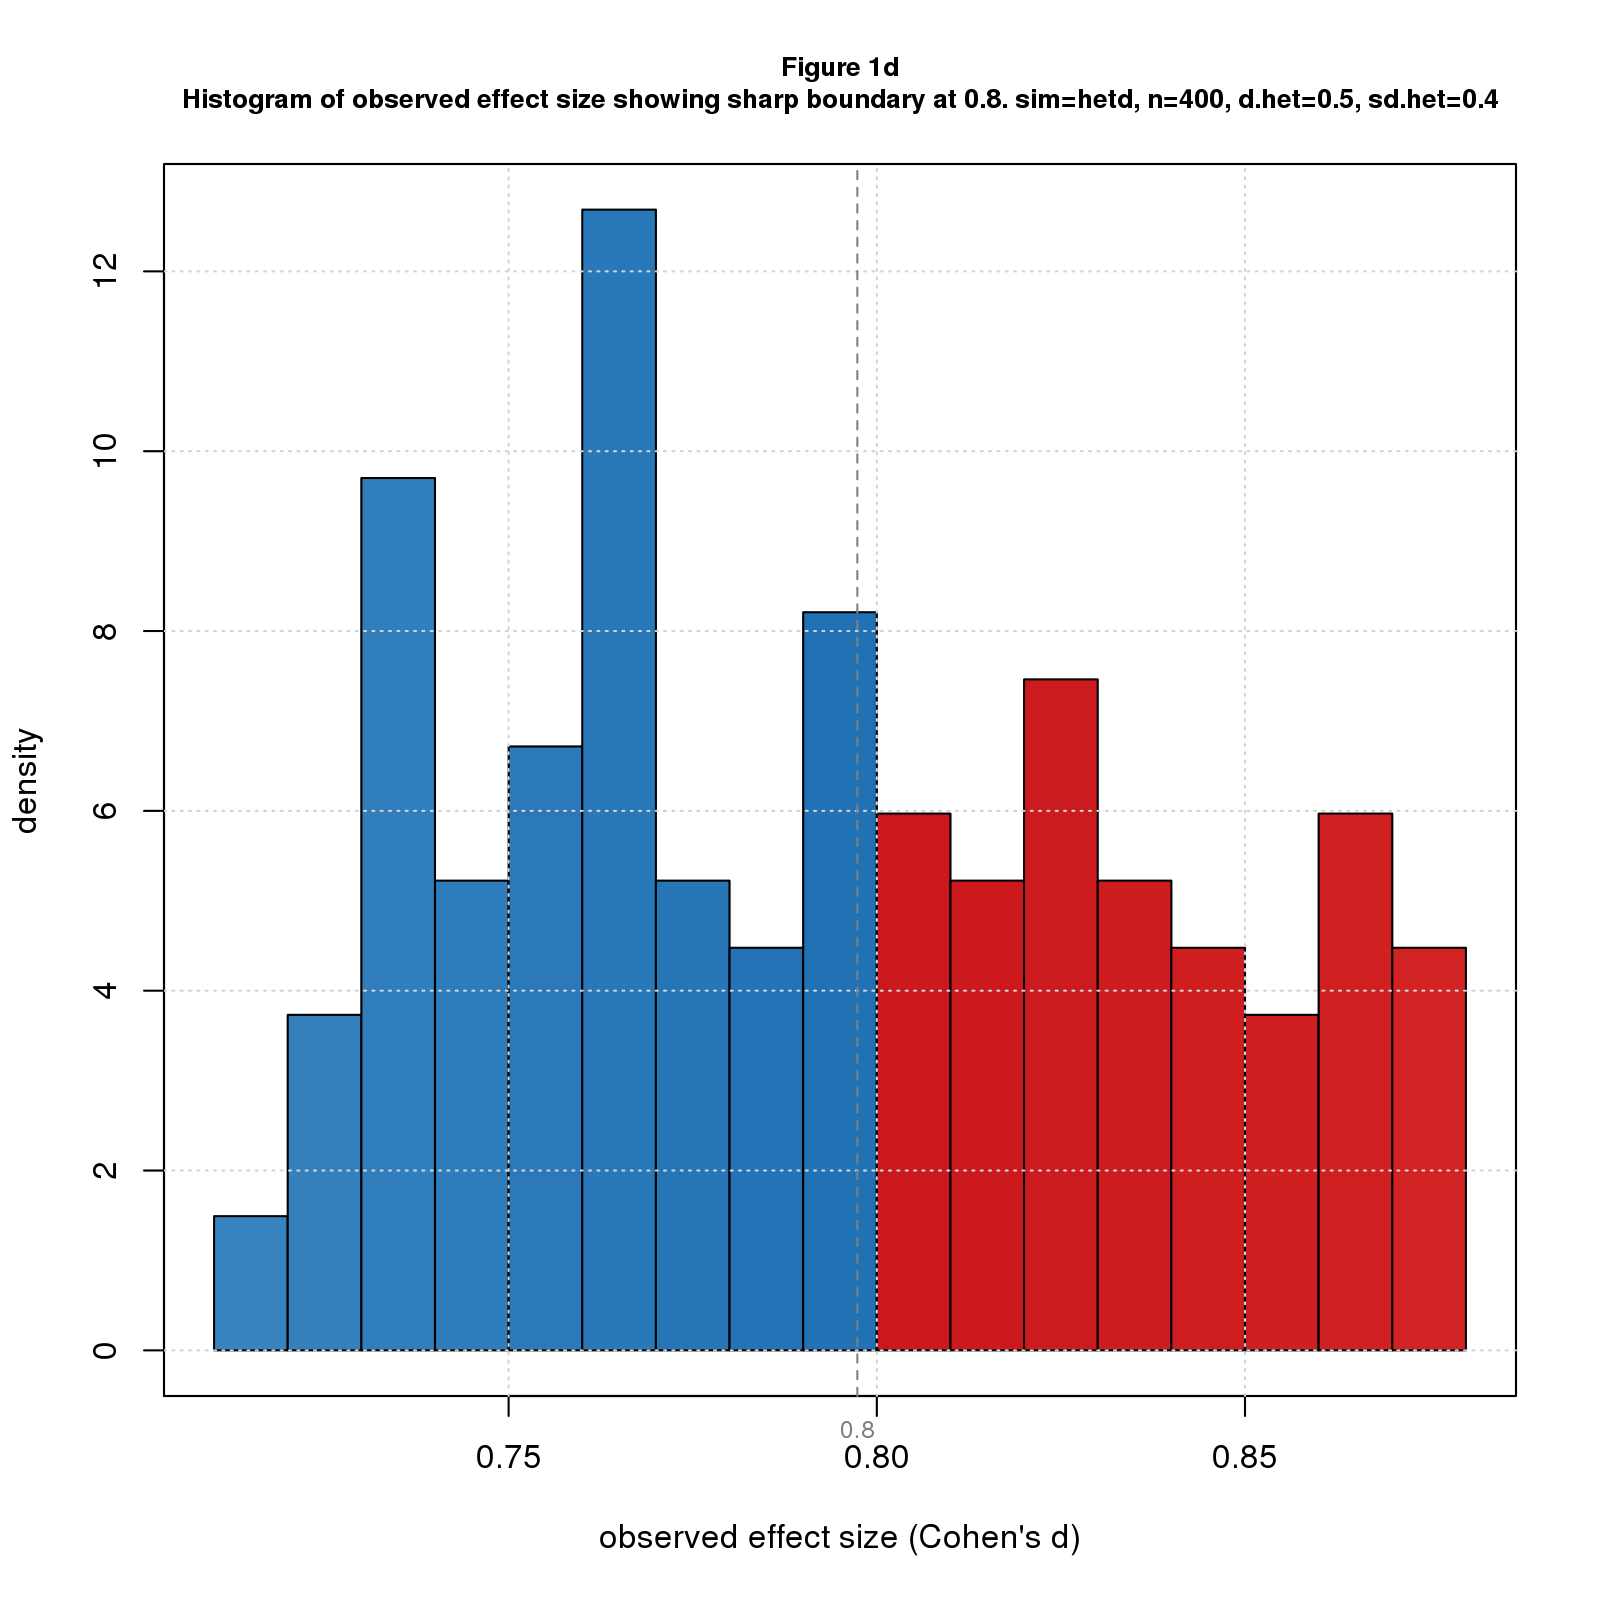 Figure 1d
Histogram of observed effect size showing sharp boundary at 0.8. sim=hetd, n=400, d.het=0.5, sd.het=0.4
12
10
8
6
4
2
0
density
0.8
0.75 0.80 0.85
observed effect size (Cohen's d)